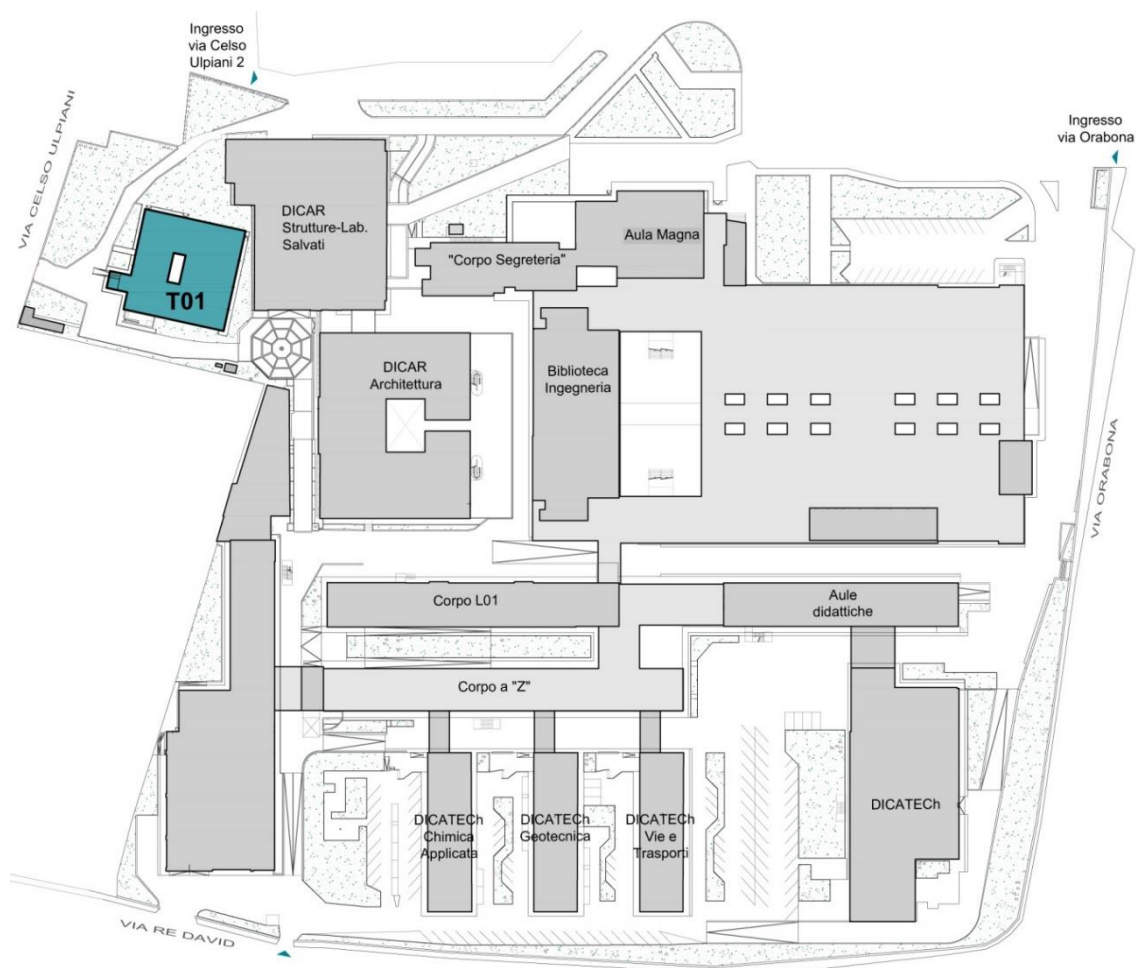 Ingresso
via Celso
Ulpiani 2
Ingresso
via Orabona
VIA CELSO ULPIANI
DICAR
Strutture-Lab.
Salvati
Aula Magna
"Corpo Segreteria"
T01
DICAR
Architettura
Biblioteca
Ingegneria
VIA ORABONA
Corpo L01
Aule
didattiche
Corpo a "Z"
DICATECh
Chimica
Applicata
DICATECh
Geotecnica
DICATECh
Vie e
Trasporti
DICATECh
VIA RE DAVID